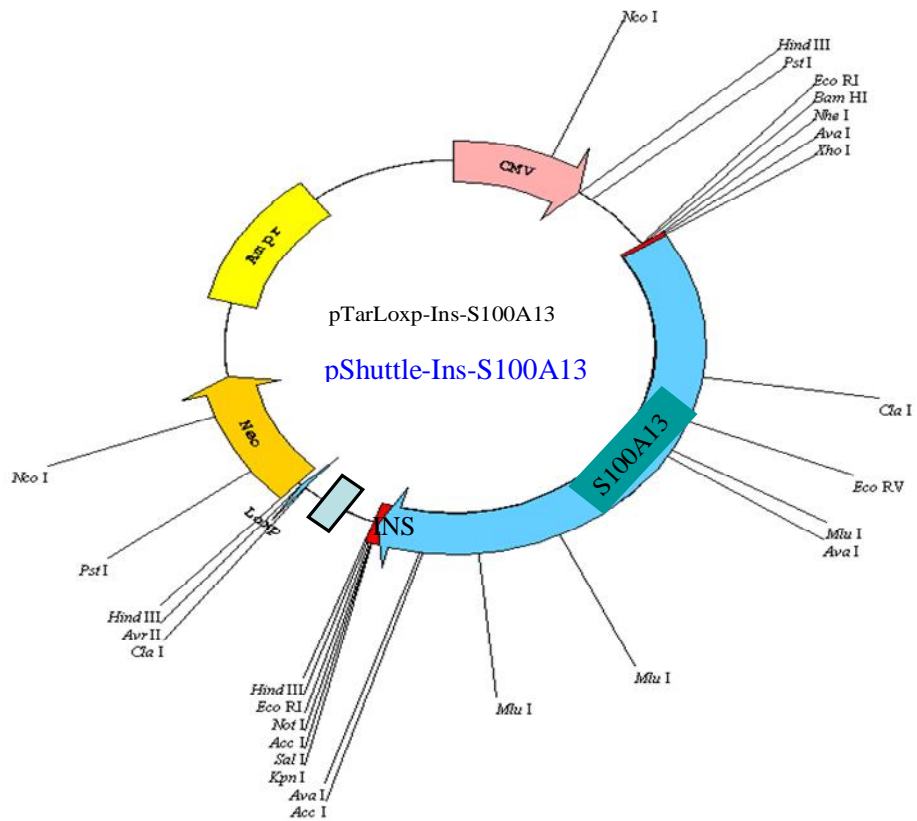 Nco I
Hind III
Pst I
Eco RI
Bam HI
Nhe I
Ava I
Xho I
CMV
Ampr
pTarLoxp-Ins-S100A13
pShuttle-Ins-S100A13
Cla I
S100A13
Neo
Nco I
Eco RV
INS
LoxP
Mlu I
Ava I
Pst I
Hind III
Avr II
Cla I
Mlu I
Hind III
Eco RI
Not I
Acc I
Sal I
Kpn I
Mlu I
Ava I
Acc I